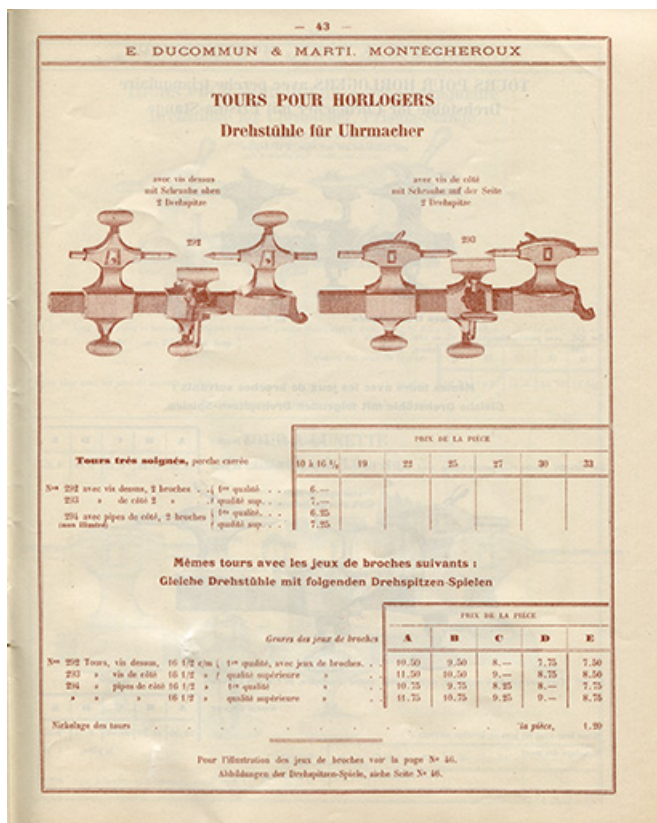 — 43 —
E. DUCOMMUN & MARTI. MONTÉCHEROUX
TOURS POUR HORLOGERS
Drehstühle für Uhrmacher
avec vis dessus
mit Schraube oben
2 Drehspitze
292
avec vis de côté
mit Schraube auf der Seite
2 Drehspitze
293
PRIX DE LA PIÈCE
Tours très soignés, perche carrée
10 à 16 ½ 19 22 25 27 30 33
Nos 292 avec vis dessus, 2 broches . . 1re qualité. . . 6.—
293 » de côté 2 » qualité sup. . . 7.—
294 avec pipes de côté, 2 broches 1re qualité. . . 6.25
(non illustré) qualité sup. . . 7.25
Mêmes tours avec les jeux de broches suivants :
Gleiche Drehstühle mit folgenden Drehspitzen-Spielen
PRIX DE LA PIÈCE
Genres des jeux de broches A B C D E
Nos 292 Tours, vis dessus, 16 1/2 c/m 1re qualité, avec jeux de broches. . . 10.50 9.50 8.— 7.75 7.50
293 » vis de côté 16 1/2 » qualité supérieure » . . 11.50 10.50 9.— 8.75 8.50
294 » pipes de côté 16 1/2 » 1re qualité » . . 10.75 9.75 8.25 8.— 7.75
» » » 16 1/2 » qualité supérieure » . . 11.75 10.75 9.25 9.— 8.75
Nickelage des tours . . . . . . . . la pièce, 1.20
Pour l'illustration des jeux de broches voir la page No 46.
Abbildungen der Drehspitzen-Spiele, siehe Seite No 46.